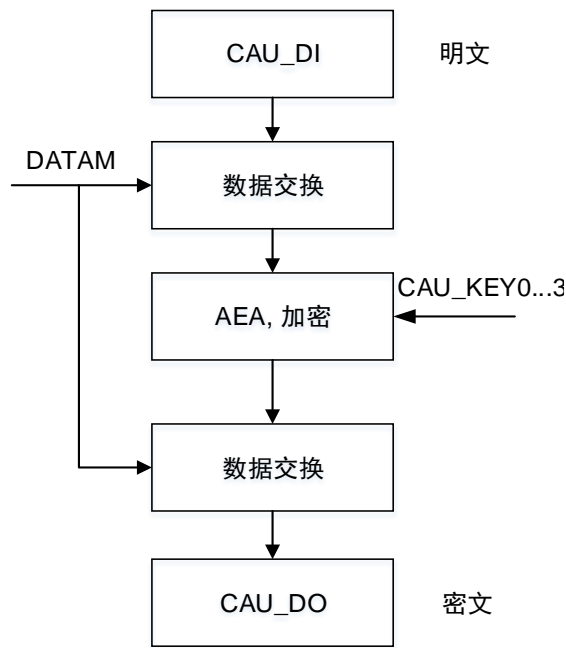 CAU_DI
明文
DATAM
数据交换
CAU_KEY0...3
AEA, 加密
数据交换
CAU_DO
密文